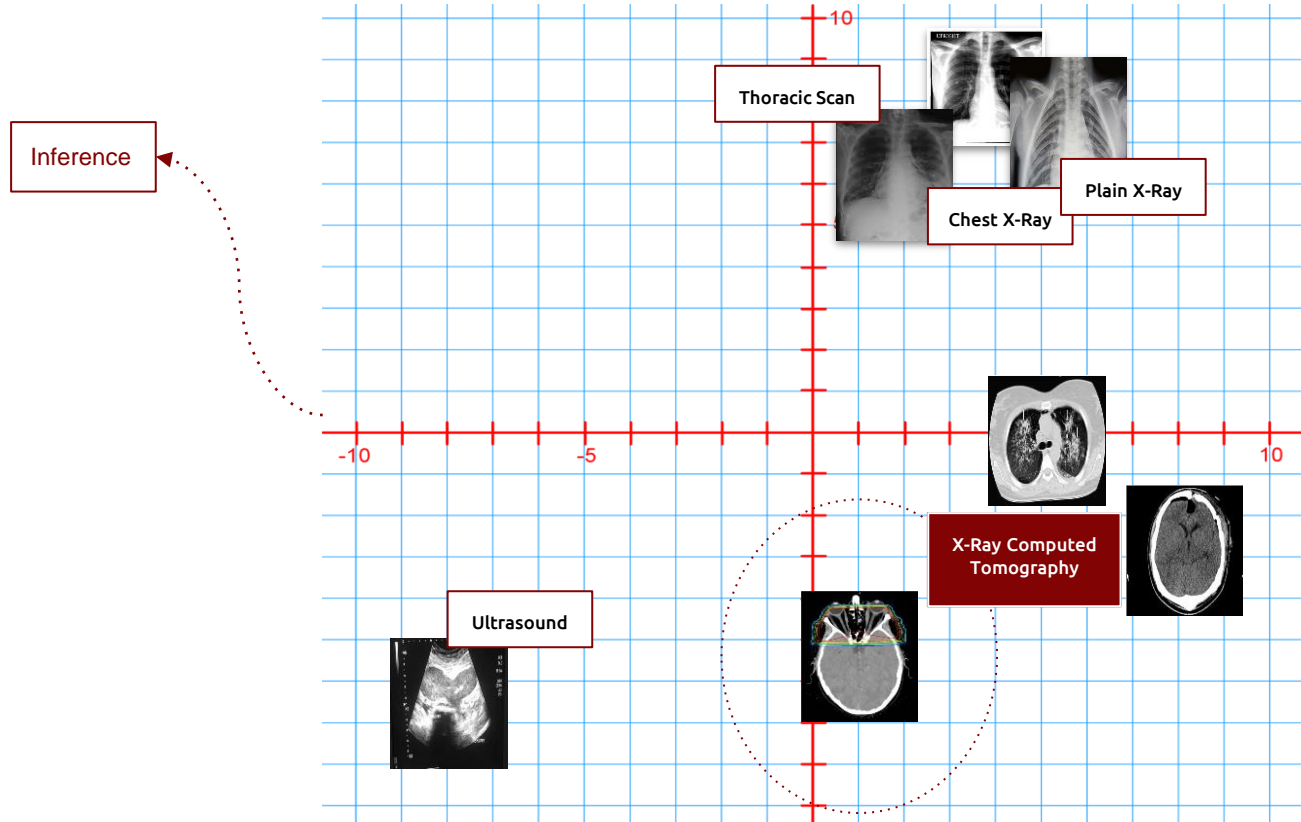 10
Thoracic Scan
Inference
Plain X-Ray
Chest X-Ray
-10
-5
10
X-Ray Computed
Tomography
Ultrasound